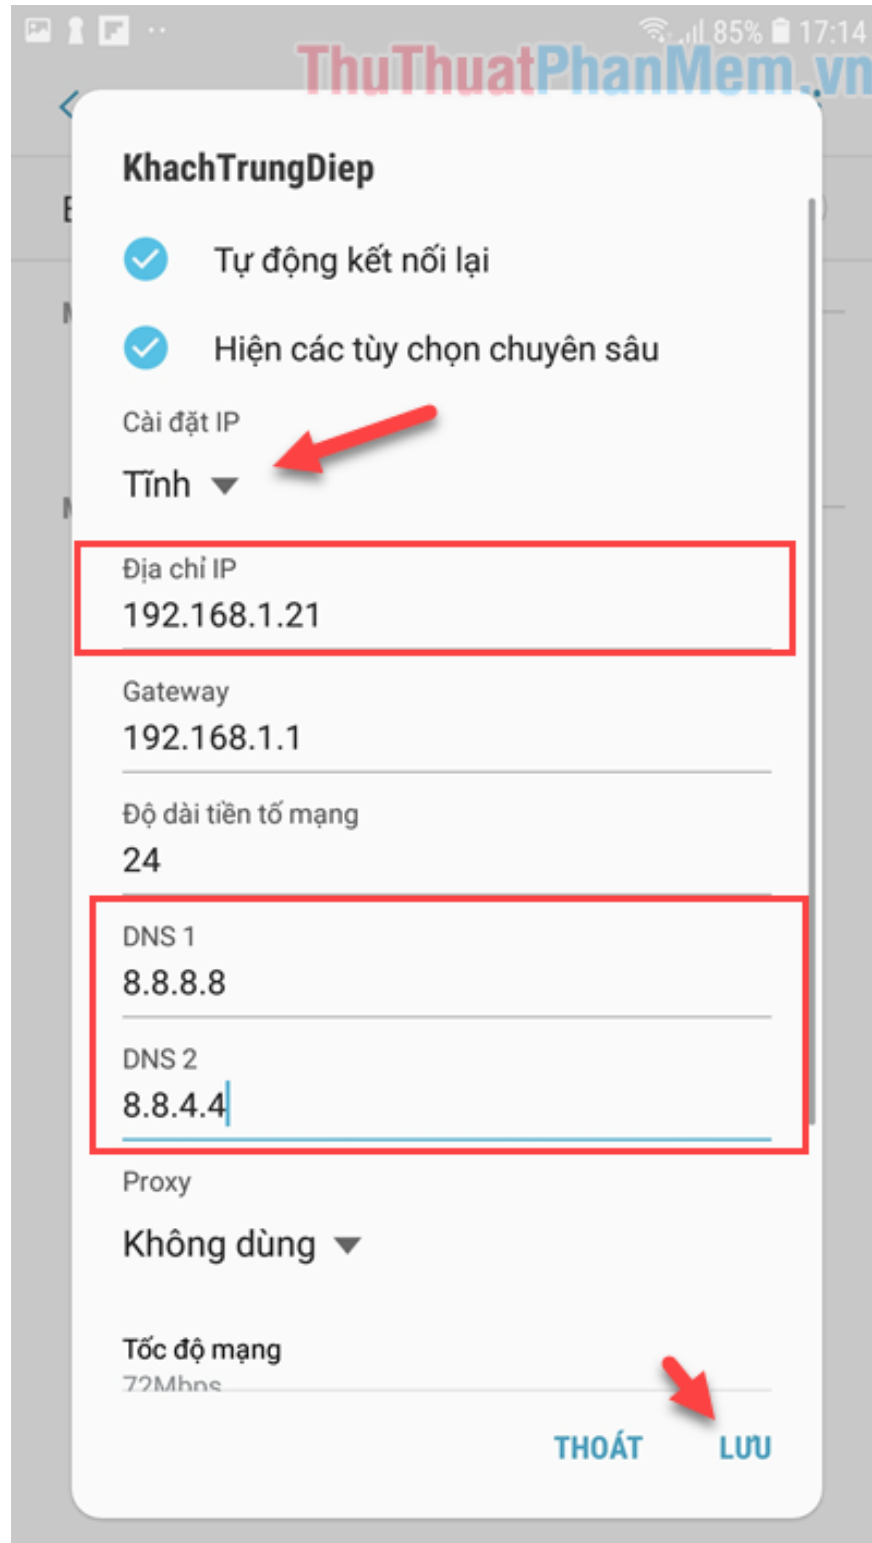 85% 17:14
ThuThuatPhanMem.vn
KhachTrungDiep
Tự động kết nối lại
Hiện các tùy chọn chuyên sâu
Cài đặt IP
Tĩnh
Địa chỉ IP
192.168.1.21
Gateway
192.168.1.1
Độ dài tiền tố mạng
24
DNS 1
8.8.8.8
DNS 2
8.8.4.4
Proxy
Không dùng
Tốc độ mạng
72Mbps
THOÁT LƯU